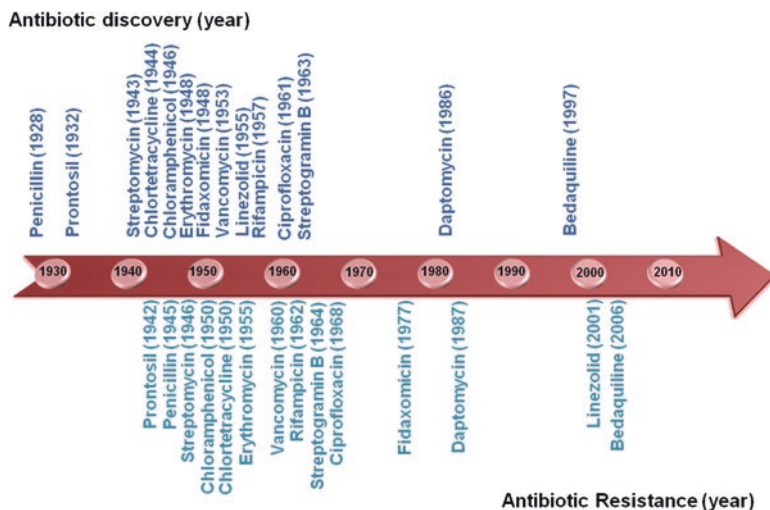 Antibiotic discovery (year)
Penicillin (1928)
Prontosil (1932)
Streptomycin (1943)
Chlortetracycline (1944)
Chloramphenicol (1946)
Erythromycin (1948)
Fidaxomicin (1948)
Vancomycin (1953)
Linezolid (1955)
Rifampicin (1957)
Ciprofloxacin (1961)
Streptogramin B (1963)
Daptomycin (1986)
Bedaquiline (1997)
1930
1940
1950
1960
1970
1980
1990
2000
2010
Prontosil (1942)
Penicillin (1945)
Streptomycin (1946)
Chloramphenicol (1950)
Chlortetracycline (1950)
Erythromycin (1955)
Vancomycin (1960)
Rifampicin (1962)
Streptogramin B (1964)
Ciprofloxacin (1968)
Fidaxomicin (1977)
Daptomycin (1987)
Linezolid (2001)
Bedaquiline (2006)
Antibiotic Resistance (year)